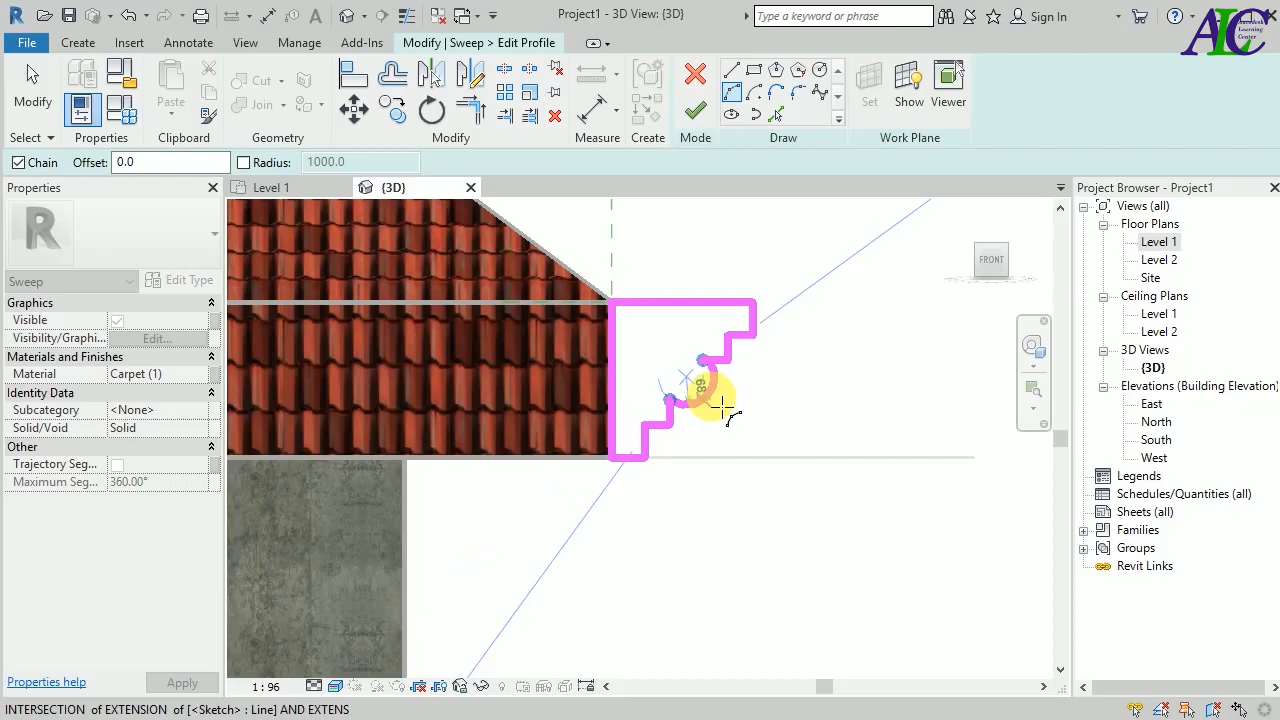 Project1 - 3D View: {3D}
Type a keyword or phrase
Sign In
ALC
Learning
Center
File
Create
Insert
Annotate
View
Manage
Add-Ins
Modify | Sweep > Edit Profile
Modify
Paste
Cut
Join
Set
Show
Viewer
Select
Properties
Clipboard
Geometry
Modify
Measure
Create
Mode
Draw
Work Plane
Chain
Offset:
0.0
Radius:
1000.0
Properties
Level 1
{3D}
Project Browser - Project1
Sweep
Edit Type
Graphics
Visible
Visibility/Graphi...
Edit...
Materials and Finishes
Material
Carpet (1)
Identity Data
Subcategory
<None>
Solid/Void
Solid
Other
Trajectory Seg...
Maximum Seg...
360.00°
Properties help
Apply
FRONT
68
Views (all)
Floor Plans
Level 1
Level 2
Site
Ceiling Plans
Level 1
Level 2
3D Views
{3D}
Elevations (Building Elevation)
East
North
South
West
Legends
Schedules/Quantities (all)
Sheets (all)
Families
Groups
Revit Links
1 : 96
INTERSECTION of EXTENSION of [<Sketch> : Line] AND EXTENS